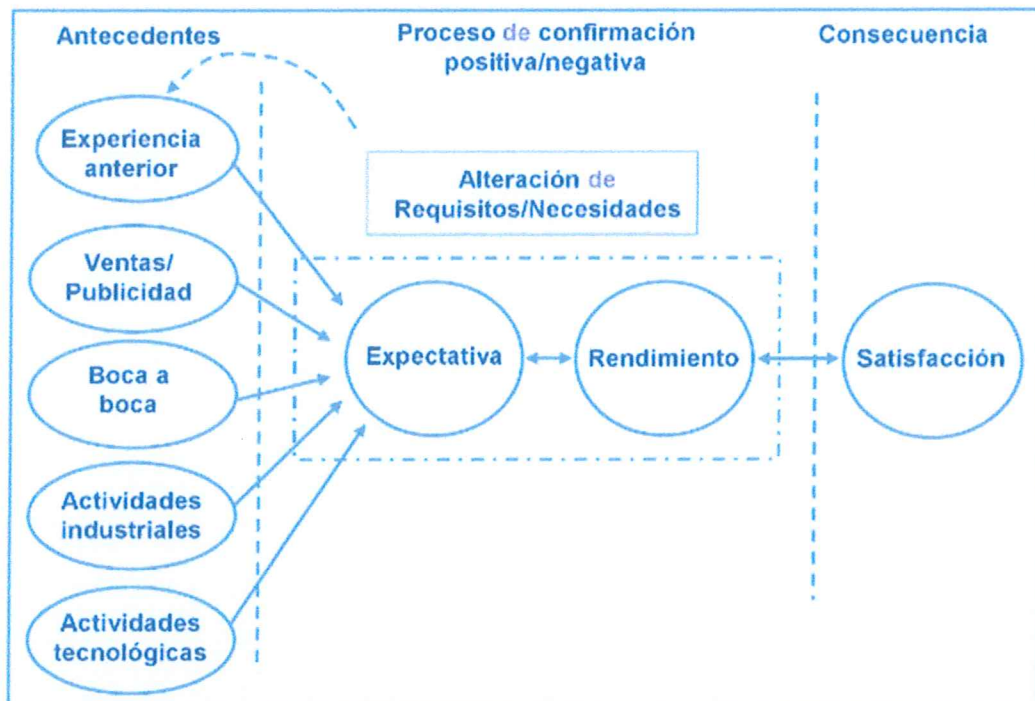 Antecedentes
Proceso de confirmación
positiva/negativa
Consecuencia
Experiencia
anterior
Alteración de
Requisitos/Necesidades
Ventas/
Publicidad
Boca a
boca
Expectativa
Rendimiento
Satisfacción
Actividades
industriales
Actividades
tecnológicas